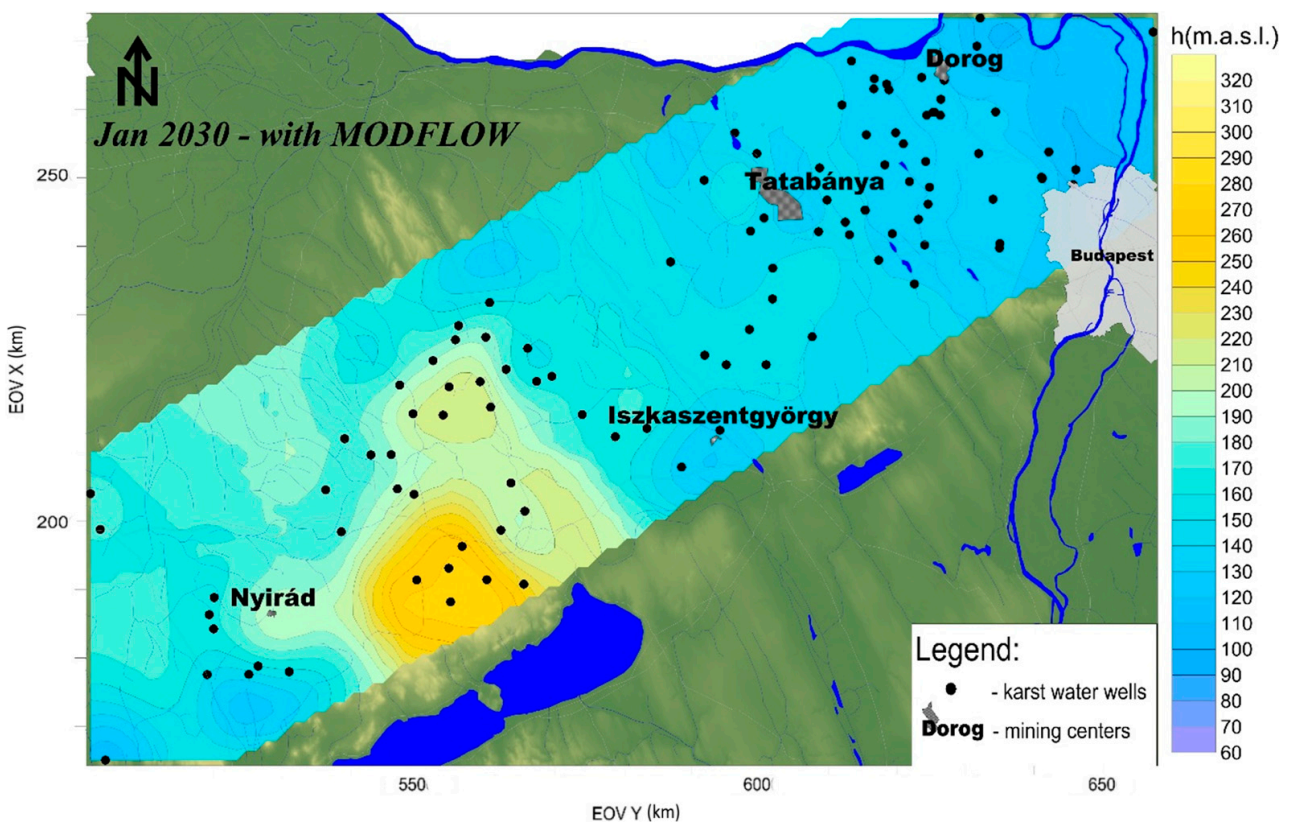 h(m.a.s.l.)
N
Jan 2030 - with MODFLOW
Dorog
Tatabánya
Budapest
Iszkaszentgyörgy
Nyirád
320
310
300
290
280
270
260
250
240
230
220
210
200
190
180
170
160
150
140
130
120
110
100
90
80
70
60
250
200
EOV X (km)
Legend:
- karst water wells
Dorog - mining centers
550
600
650
EOV Y (km)